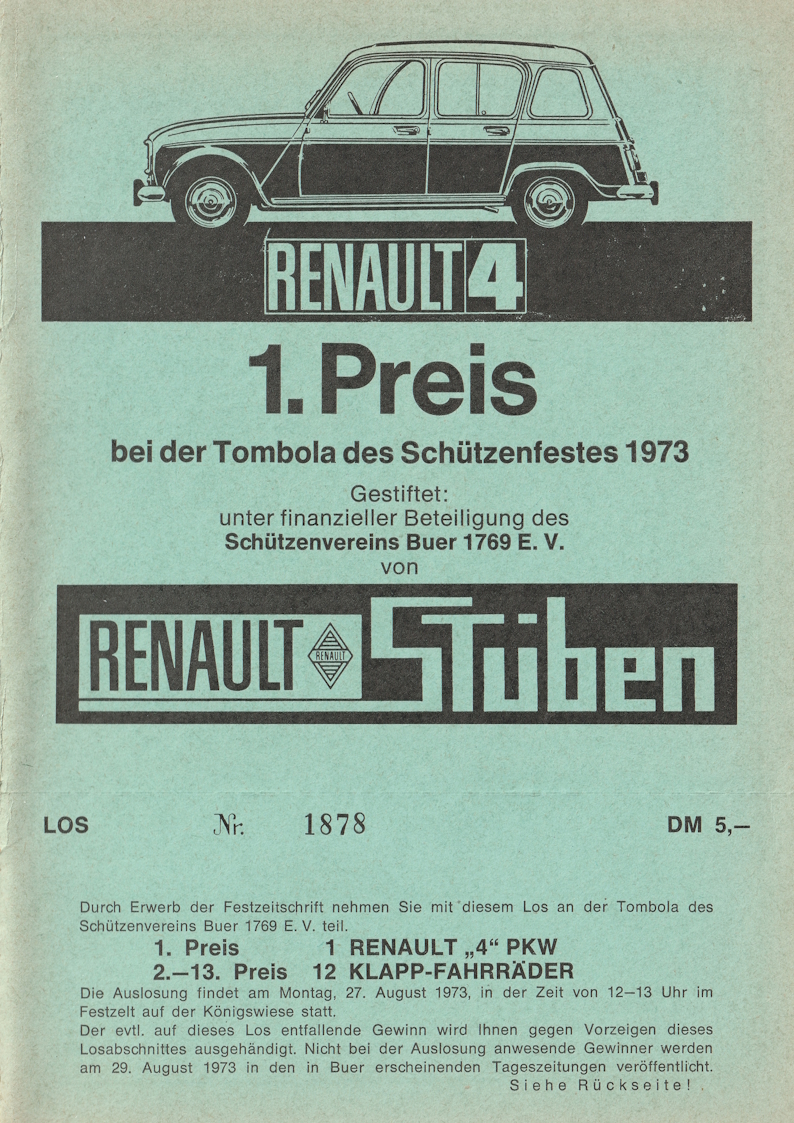 RENAULT 4
1. Preis
bei der Tombola des Schützenfestes 1973
Gestiftet:
unter finanzieller Beteiligung des
Schützenvereins Buer 1769 E. V.
von
RENAULT RENAULT Stüben
LOS Nr. 1878 DM 5,—
Durch Erwerb der Festzeitschrift nehmen Sie mit diesem Los an der Tombola des
Schützenvereins Buer 1769 E. V. teil.
1. Preis 1 RENAULT „4“ PKW
2.—13. Preis 12 KLAPP-FAHRRÄDER
Die Auslosung findet am Montag, 27. August 1973, in der Zeit von 12—13 Uhr im
Festzelt auf der Königswiese statt.
Der evtl. auf dieses Los entfallende Gewinn wird Ihnen gegen Vorzeigen dieses
Losabschnittes ausgehändigt. Nicht bei der Auslosung anwesende Gewinner werden
am 29. August 1973 in den in Buer erscheinenden Tageszeitungen veröffentlicht.
Siehe Rückseite!